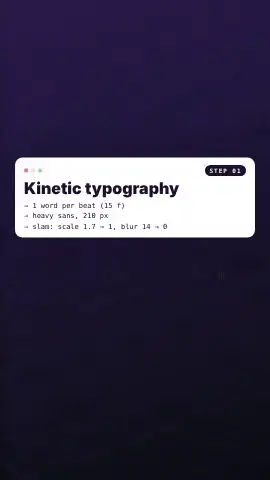 STEP 01
Kinetic typography
→ 1 word per beat (15 f)
→ heavy sans, 210 px
→ slam: scale 1.7 → 1, blur 14 → 0